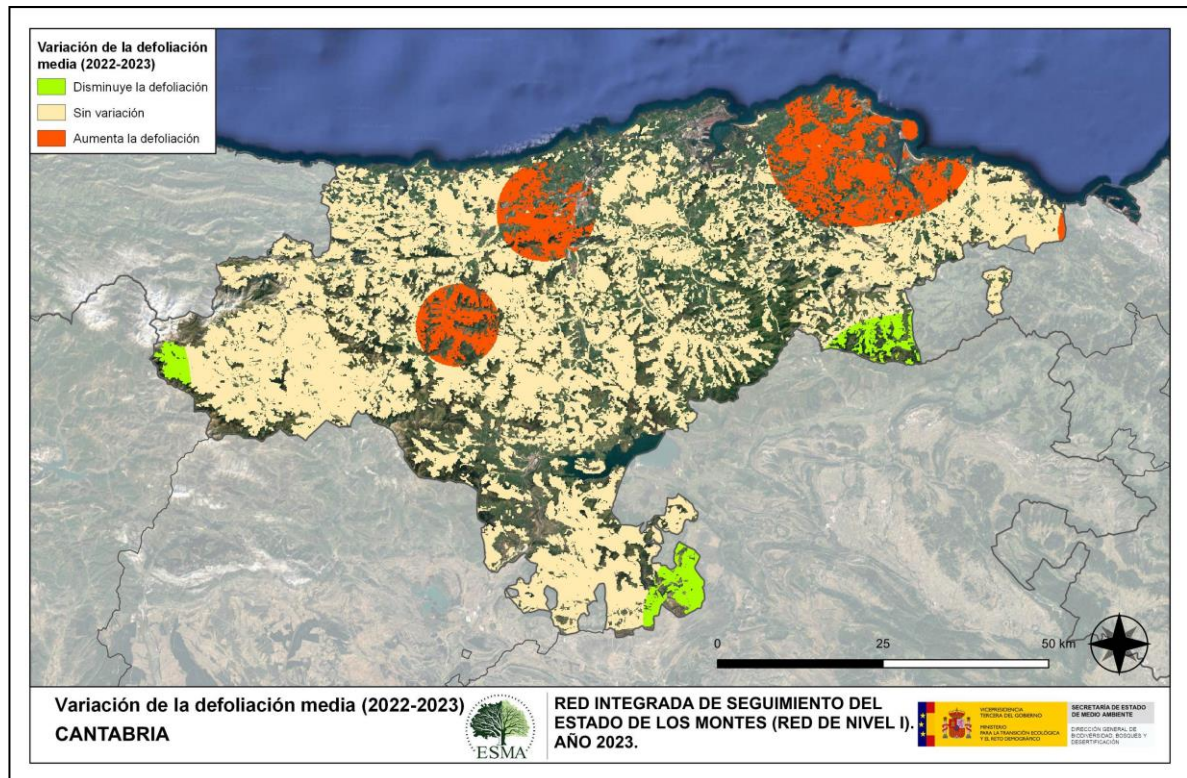 Variación de la defoliación
media (2022-2023)
Disminuye la defoliación
Sin variación
Aumenta la defoliación
0
25
50 km
Variación de la defoliación media (2022-2023)
CANTABRIA
ESMA
RED INTEGRADA DE SEGUIMIENTO DEL
ESTADO DE LOS MONTES (RED DE NIVEL I).
AÑO 2023.
VICEPRESIDENCIA
TERCERA DEL GOBIERNO
MINISTERIO
PARA LA TRANSICIÓN ECOLÓGICA
Y EL RETO DEMOGRÁFICO
SECRETARÍA DE ESTADO
DE MEDIO AMBIENTE
DIRECCIÓN GENERAL DE
BIODIVERSIDAD, BOSQUES Y
DESERTIFICACIÓN